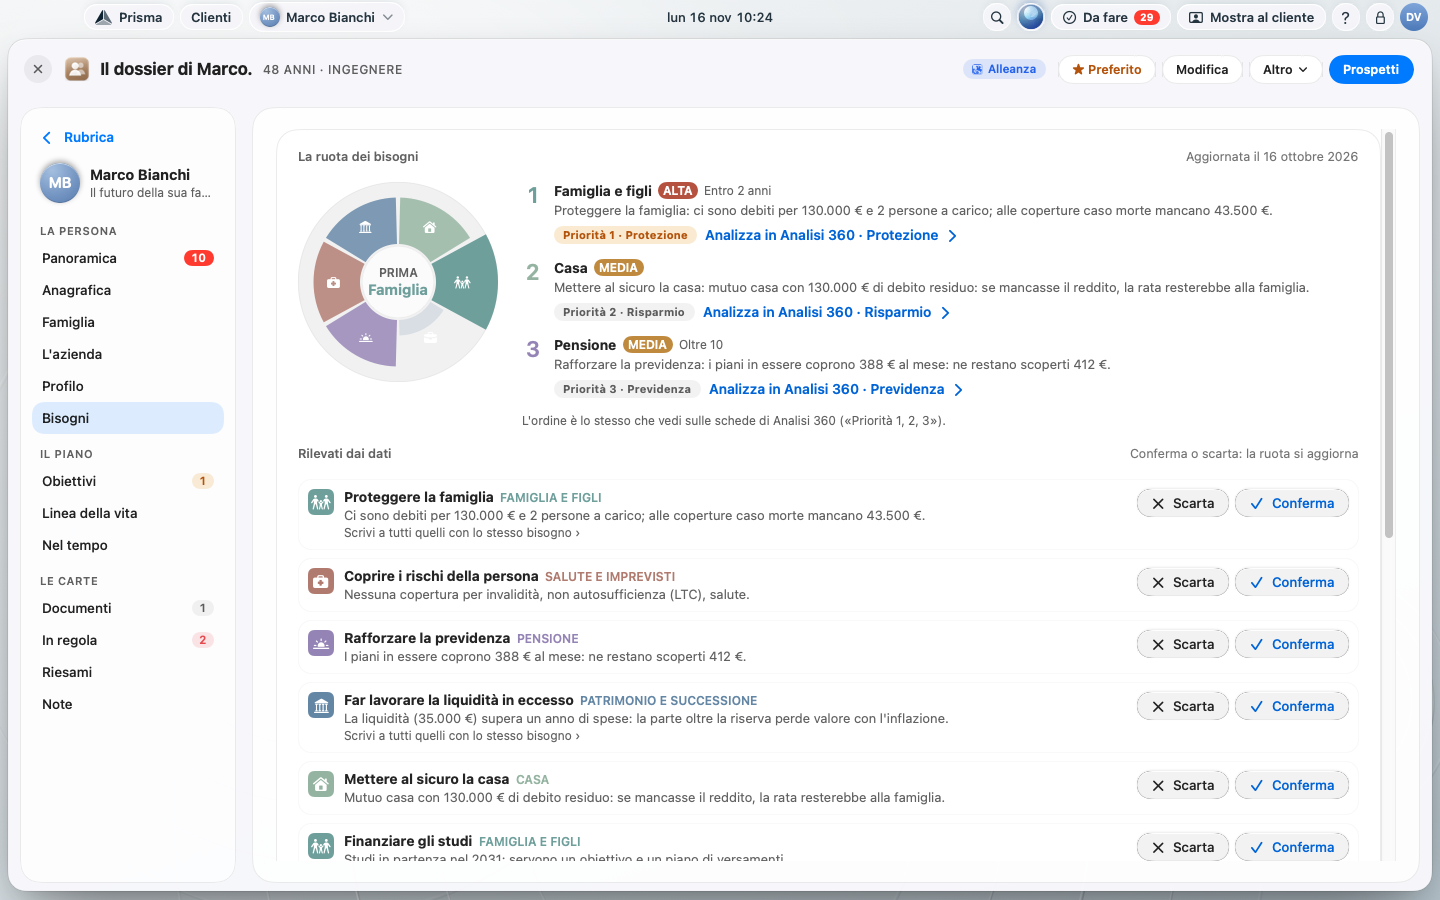 Prisma
Clienti
MB Marco Bianchi
lun 16 nov 10:24
Da fare 29
Mostra al cliente
?
DV
Il dossier di Marco. 48 ANNI · INGEGNERE
Alleanza
Preferito
Modifica
Altro
Prospetti
Rubrica
MB
Marco Bianchi
Il futuro della sua fa...
LA PERSONA
Panoramica 10
Anagrafica
Famiglia
L'azienda
Profilo
Bisogni
IL PIANO
Obiettivi 1
Linea della vita
Nel tempo
LE CARTE
Documenti 1
In regola 2
Riesami
Note
La ruota dei bisogni
Aggiornata il 16 ottobre 2026
PRIMA
Famiglia
1 Famiglia e figli ALTA Entro 2 anni
Proteggere la famiglia: ci sono debiti per 130.000 € e 2 persone a carico; alle coperture caso morte mancano 43.500 €.
Priorità 1 · Protezione Analizza in Analisi 360 · Protezione
2 Casa MEDIA
Mettere al sicuro la casa: mutuo casa con 130.000 € di debito residuo: se mancasse il reddito, la rata resterebbe alla famiglia.
Priorità 2 · Risparmio Analizza in Analisi 360 · Risparmio
3 Pensione MEDIA Oltre 10
Rafforzare la previdenza: i piani in essere coprono 388 € al mese: ne restano scoperti 412 €.
Priorità 3 · Previdenza Analizza in Analisi 360 · Previdenza
L'ordine è lo stesso che vedi sulle schede di Analisi 360 («Priorità 1, 2, 3»).
Rilevati dai dati
Conferma o scarta: la ruota si aggiorna
Proteggere la famiglia FAMIGLIA E FIGLI
Ci sono debiti per 130.000 € e 2 persone a carico; alle coperture caso morte mancano 43.500 €.
Scrivi a tutti quelli con lo stesso bisogno ›
Scarta Conferma
Coprire i rischi della persona SALUTE E IMPREVISTI
Nessuna copertura per invalidità, non autosufficienza (LTC), salute.
Scarta Conferma
Rafforzare la previdenza PENSIONE
I piani in essere coprono 388 € al mese: ne restano scoperti 412 €.
Scarta Conferma
Far lavorare la liquidità in eccesso PATRIMONIO E SUCCESSIONE
La liquidità (35.000 €) supera un anno di spese: la parte oltre la riserva perde valore con l'inflazione.
Scrivi a tutti quelli con lo stesso bisogno ›
Scarta Conferma
Mettere al sicuro la casa CASA
Mutuo casa con 130.000 € di debito residuo: se mancasse il reddito, la rata resterebbe alla famiglia.
Scarta Conferma
Finanziare gli studi FAMIGLIA E FIGLI
Studi in partenza nel 2031: servono un obiettivo e un piano di versamenti.
Scarta Conferma